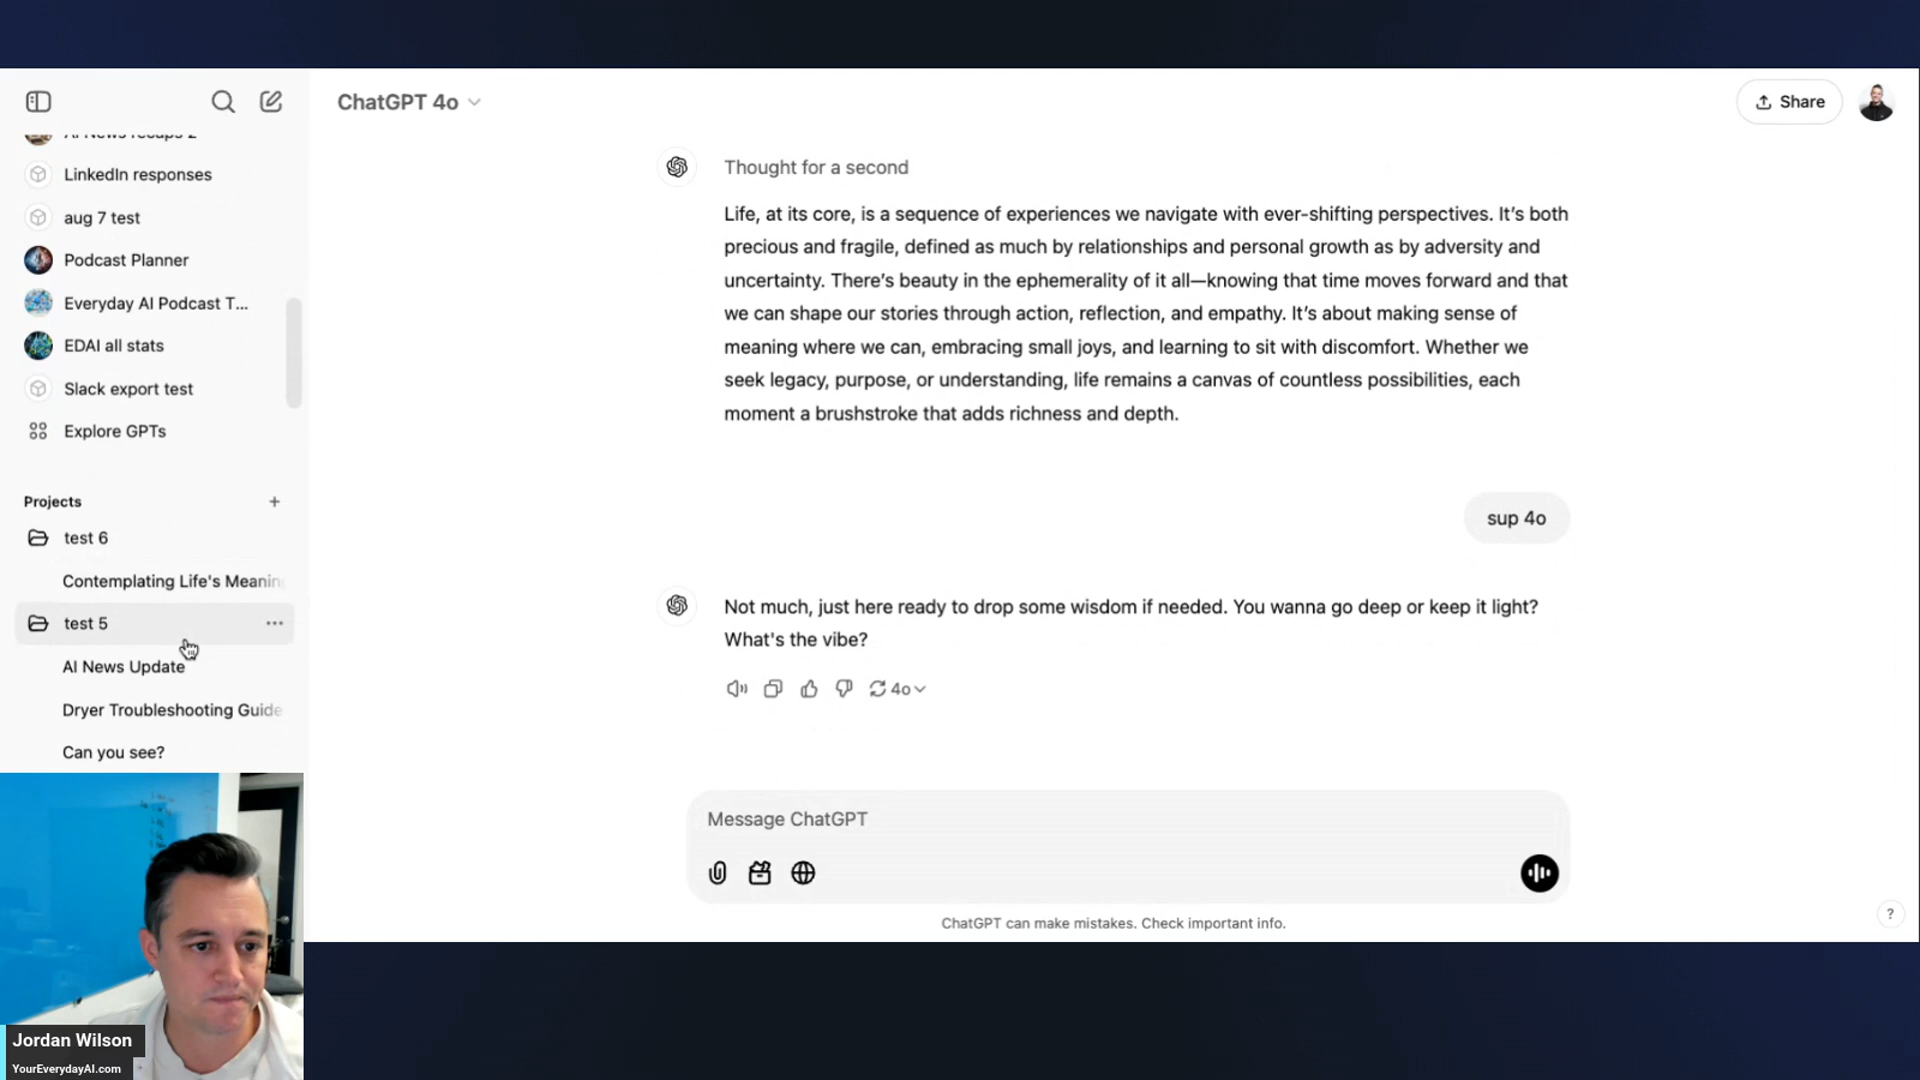 ChatGPT 4o
Share
AI News recaps 2
LinkedIn responses
aug 7 test
Podcast Planner
Everyday AI Podcast T...
EDAI all stats
Slack export test
Explore GPTs
Projects
test 6
Contemplating Life's Meaning
test 5
AI News Update
Dryer Troubleshooting Guide
Can you see?
Thought for a second
Life, at its core, is a sequence of experiences we navigate with ever-shifting perspectives. It’s both
precious and fragile, defined as much by relationships and personal growth as by adversity and
uncertainty. There’s beauty in the ephemerality of it all—knowing that time moves forward and that
we can shape our stories through action, reflection, and empathy. It’s about making sense of
meaning where we can, embracing small joys, and learning to sit with discomfort. Whether we
seek legacy, purpose, or understanding, life remains a canvas of countless possibilities, each
moment a brushstroke that adds richness and depth.
sup 4o
Not much, just here ready to drop some wisdom if needed. You wanna go deep or keep it light?
What's the vibe?
4o
Message ChatGPT
ChatGPT can make mistakes. Check important info.
?
Jordan Wilson
YourEverydayAI.com